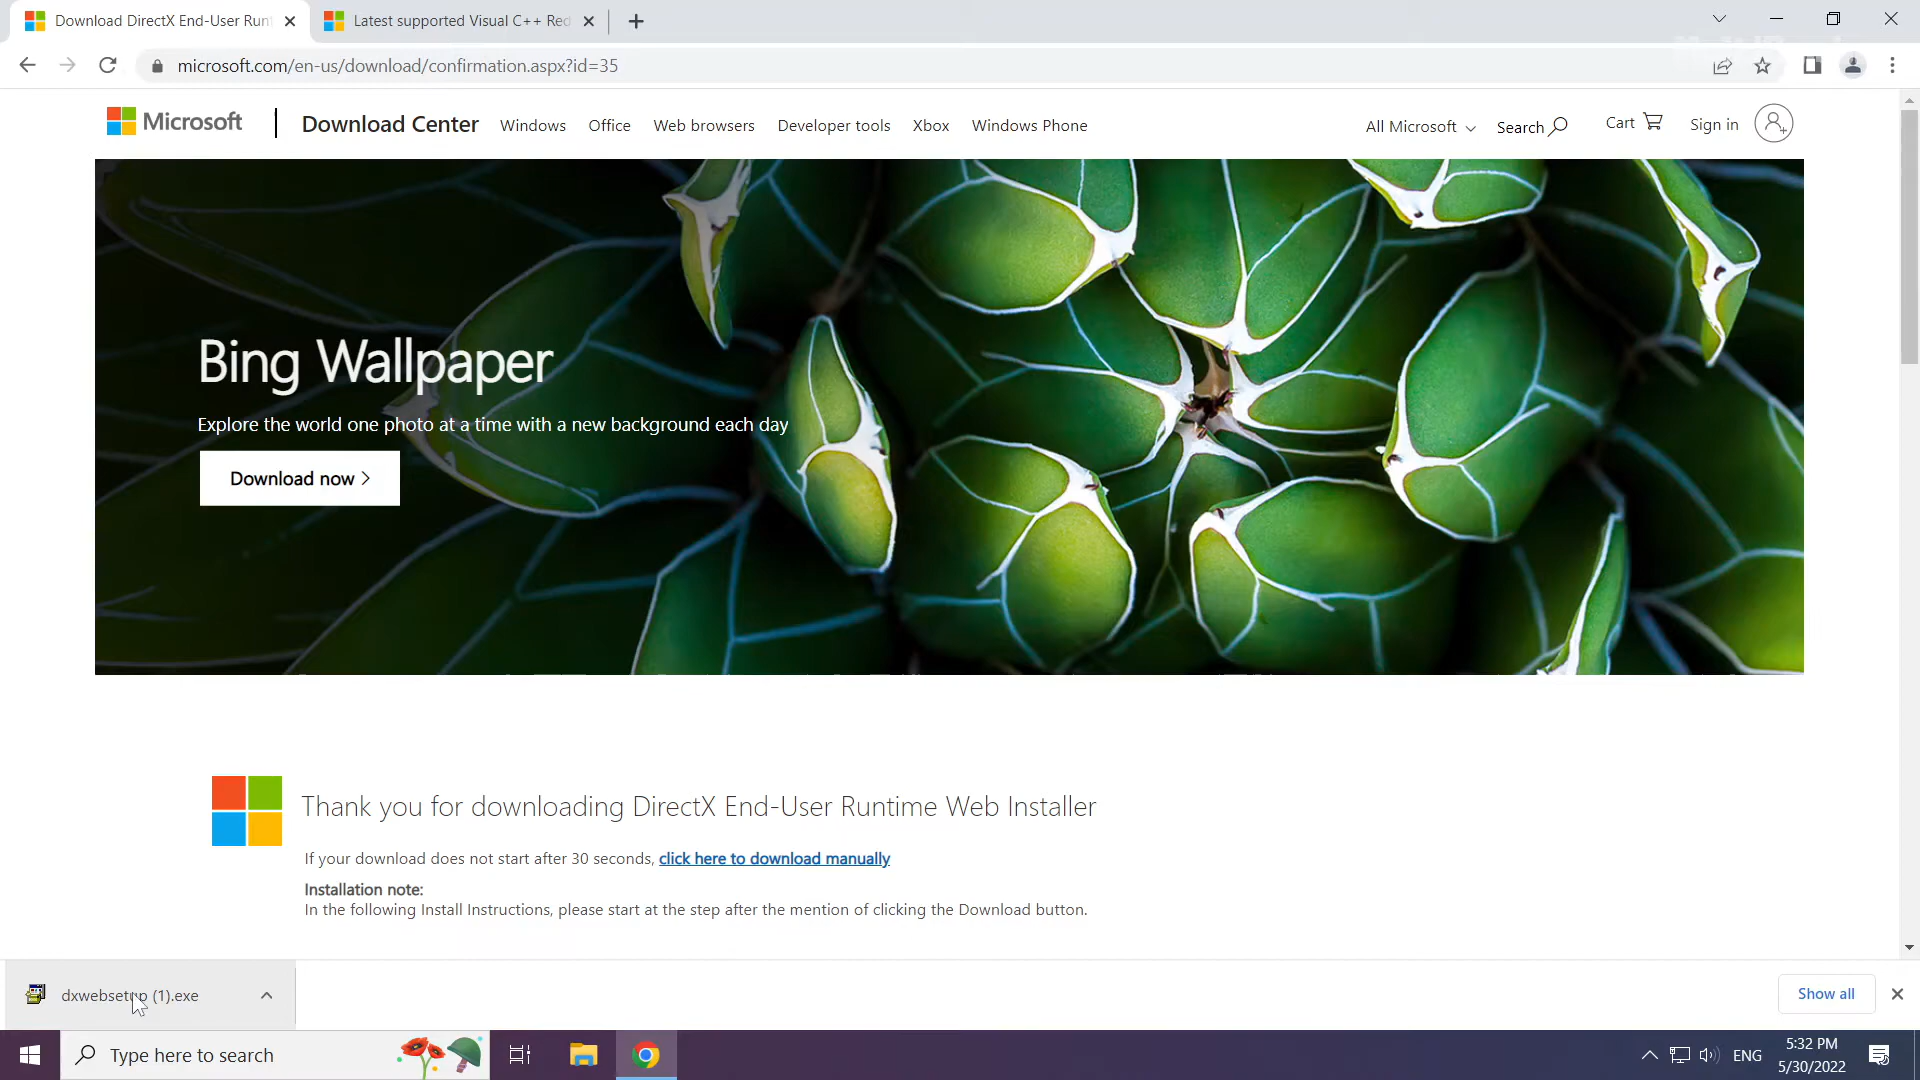 Download DirectX End-User Runt
Latest supported Visual C++ Red
microsoft.com/en-us/download/confirmation.aspx?id=35
Microsoft
Download Center
Windows
Office
Web browsers
Developer tools
Xbox
Windows Phone
All Microsoft
Search
Cart
Sign in
Bing Wallpaper
Explore the world one photo at a time with a new background each day
Download now >
Thank you for downloading DirectX End-User Runtime Web Installer
If your download does not start after 30 seconds, click here to download manually
Installation note:
In the following Install Instructions, please start at the step after the mention of clicking the Download button.
dxwebsetup (1).exe
Show all
Type here to search
ENG
5:32 PM
5/30/2022